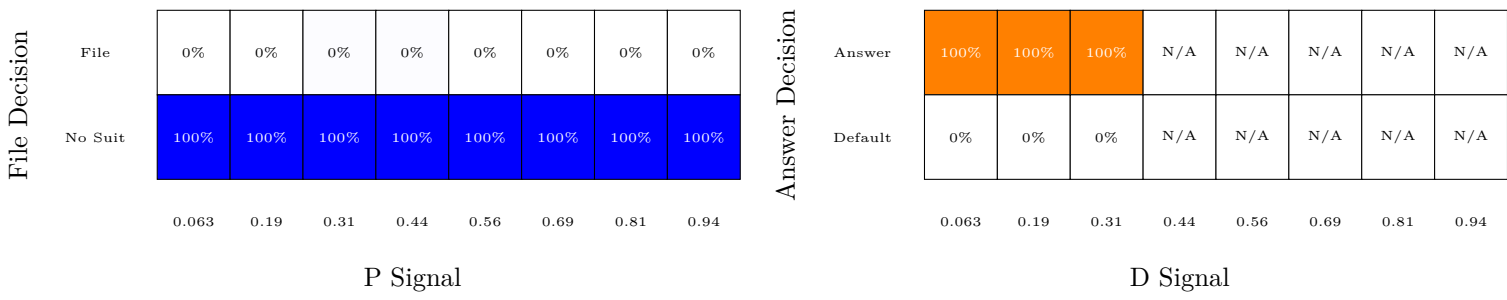 File Decision
File
0% 0% 0% 0% 0% 0% 0% 0%
No Suit
100% 100% 100% 100% 100% 100% 100% 100%
0.063 0.19 0.31 0.44 0.56 0.69 0.81 0.94
P Signal
Answer Decision
Answer
100% 100% 100% N/A N/A N/A N/A N/A
Default
0% 0% 0% N/A N/A N/A N/A N/A
0.063 0.19 0.31 0.44 0.56 0.69 0.81 0.94
D Signal